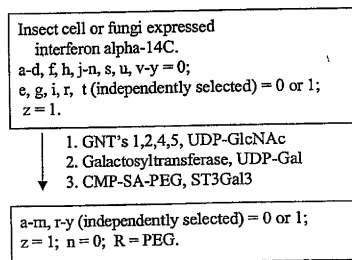 Insect cell or fungi expressed
interferon alpha-14C.
a-d, f, h, j-n, s, u, v-y = 0;
e, g, i, r, t (independently selected) = 0 or 1;
z = 1.
1. GNT's 1,2,4,5, UDP-GlcNAc
2. Galactosyltransferase, UDP-Gal
3. CMP-SA-PEG, ST3Gal3
a-m, r-y (independently selected) = 0 or 1;
z = 1; n = 0; R = PEG.